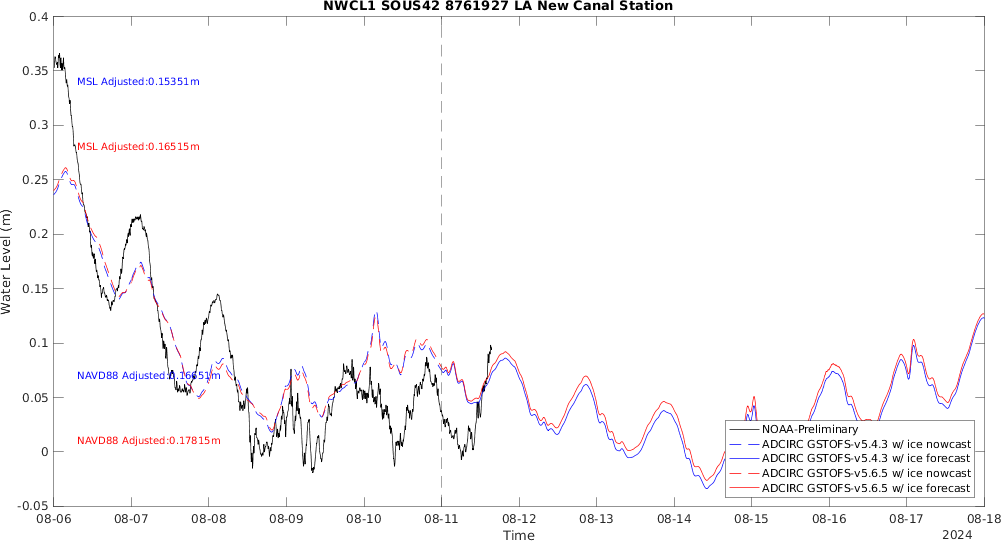 NWCL1 SOUS42 8761927 LA New Canal Station
0.4
0.35
0.3
0.25
0.2
0.15
0.1
0.05
0
-0.05
Water Level (m)
MSL Adjusted:0.15351m
MSL Adjusted:0.16515m
NAVD88 Adjusted:0.16651m
NAVD88 Adjusted:0.17815m
NOAA-Preliminary
ADCIRC GSTOFS-v5.4.3 w/ ice nowcast
ADCIRC GSTOFS-v5.4.3 w/ ice forecast
ADCIRC GSTOFS-v5.6.5 w/ ice nowcast
ADCIRC GSTOFS-v5.6.5 w/ ice forecast
08-06 08-07 08-08 08-09 08-10 08-11 08-12 08-13 08-14 08-15 08-16 08-17 08-18
Time
2024